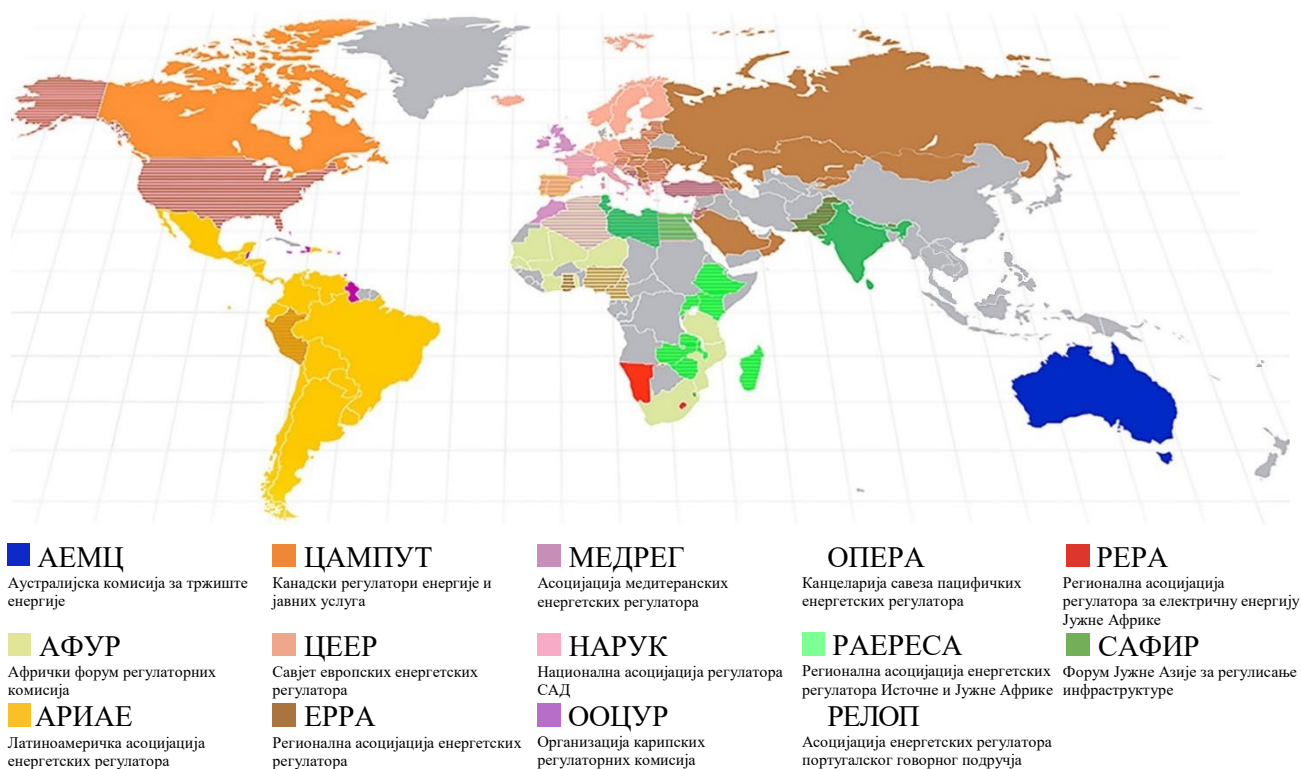 АЕМЦ
Аустралијска комисија за тржиште
енергије
ЦАМПУТ
Канадски регулатори енергије и
јавних услуга
МЕДРЕГ
Асоцијација медитеранских
енергетских регулатора
ОПЕРА
Канцеларија савеза пацифичких
енергетских регулатора
РЕРА
Регионална асоцијација
регулатора за електричну енергију
Јужне Африке
АФУР
Афрички форум регулаторних
комисија
ЦЕЕР
Савјет европских енергетских
регулатора
НАРУК
Национална асоцијација регулатора
САД
РАЕРЕСА
Регионална асоцијација енергетских
регулатора Источне и Јужне Африке
САФИР
Форум Јужне Азије за регулисање
инфраструктуре
АРИАЕ
Латиноамеричка асоцијација
енергетских регулатора
ЕРРА
Регионална асоцијација енергетских
регулатора
ООЦУР
Организација карипских
регулаторних комисија
РЕЛОП
Асоцијација енергетских регулатора
португалског говорног подручја